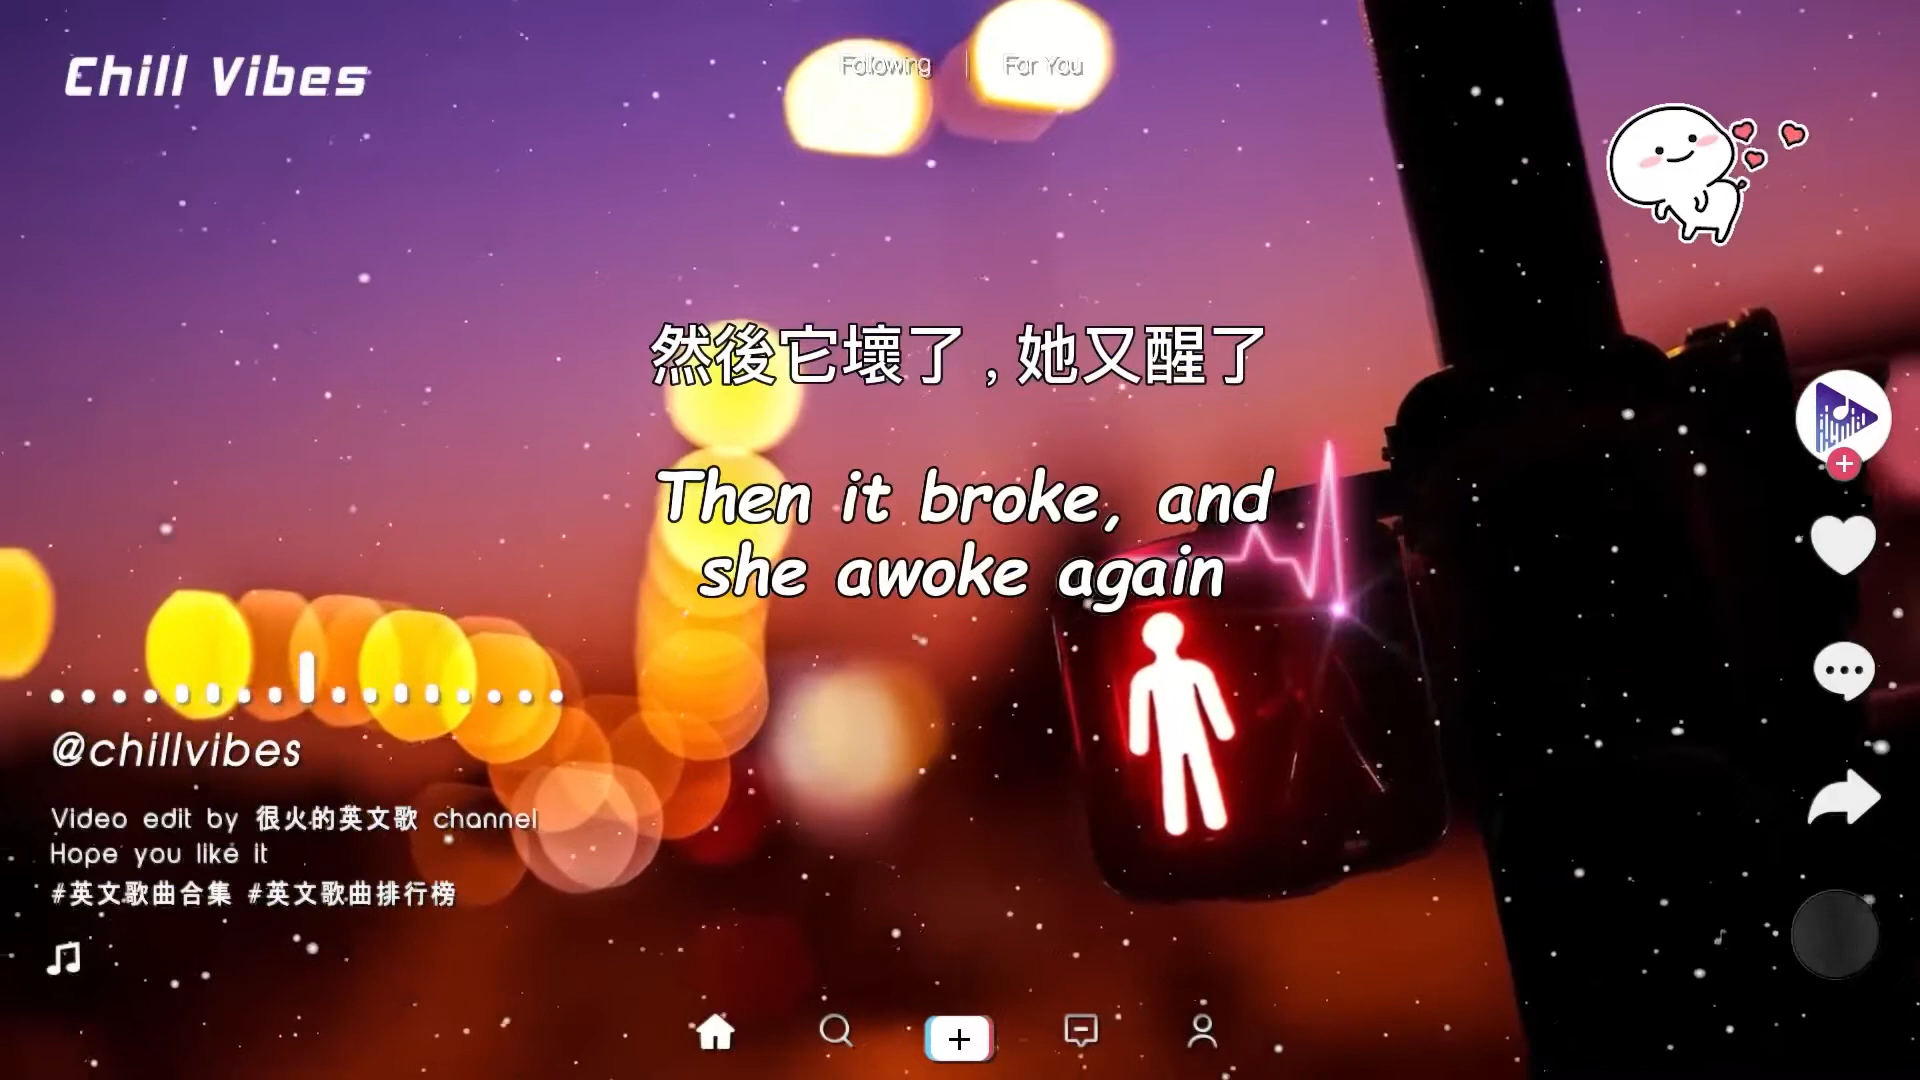 Chill Vibes
Following
For You
然後它壞了，她又醒了
Then it broke, and
she awoke again
@chillvibes
Video edit by 很火的英文歌 channel
Hope you like it
#英文歌曲合集 #英文歌曲排行榜